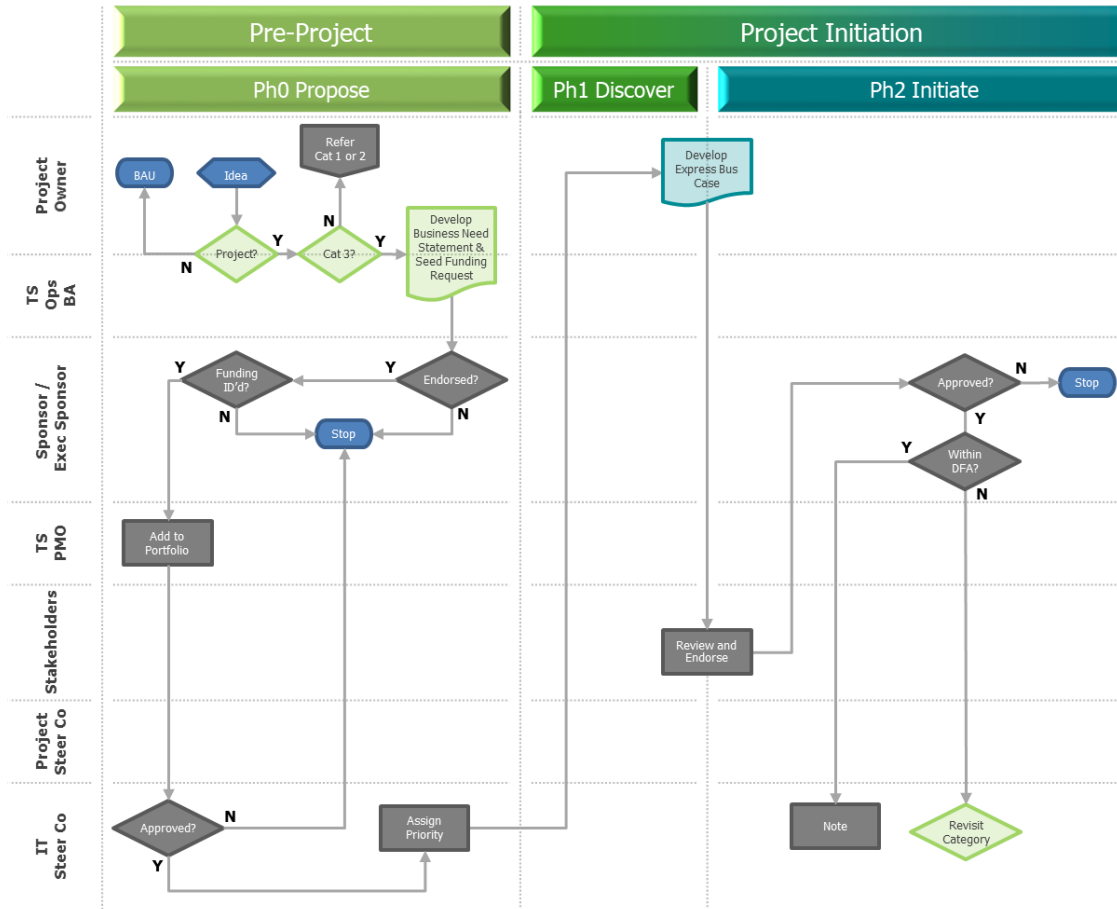 Pre-Project
Project Initiation
Ph0 Propose
Ph1 Discover
Ph2 Initiate
Project
Owner
BAU
Idea
Refer
Cat 1 or 2
Develop
Express Bus
Case
N
Y
N
Y
Project?
Cat 3?
Develop
Business Need
Statement &
Seed Funding
Request
TS
Ops
BA
Sponsor /
Exec Sponsor
Y
Funding
ID'd?
Y
Endorsed?
N
N
Stop
Approved?
N
Stop
Y
Y
Within
DFA?
N
TS
PMO
Add to
Portfolio
Stakeholders
Review and
Endorse
Project
Steer Co
IT
Steer Co
Approved?
N
Y
Assign
Priority
Note
Revisit
Category